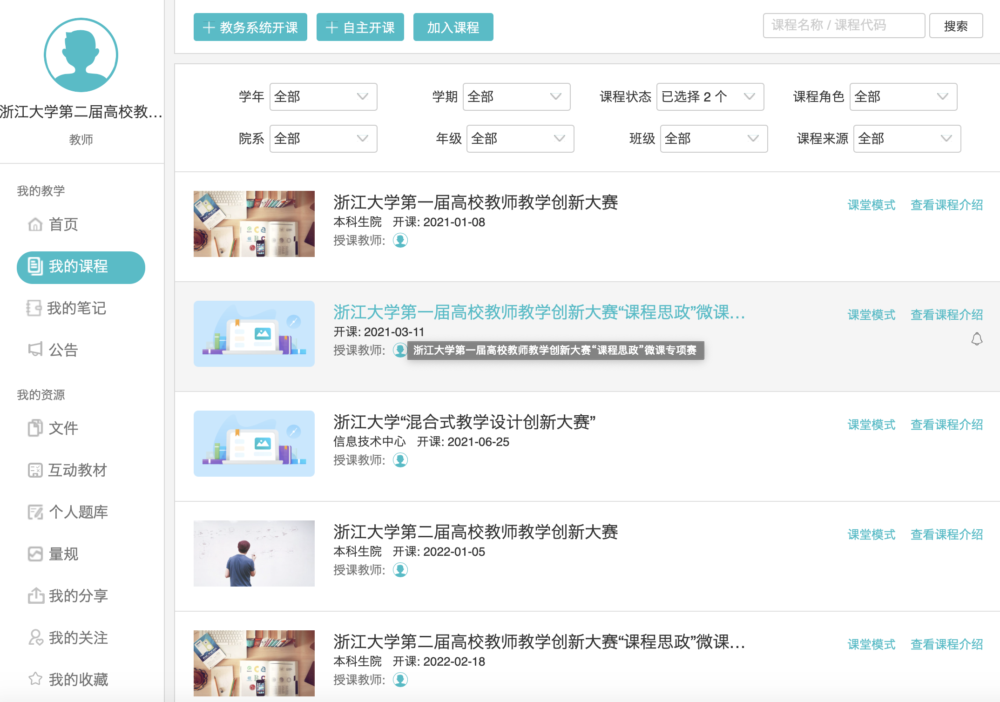 浙江大学第二届高校教...
教师
我的教学
首页
我的课程
我的笔记
公告
我的资源
文件
互动教材
个人题库
量规
我的分享
我的关注
我的收藏
教务系统开课
自主开课
加入课程
课程名称 / 课程代码
搜索
学年 全部
学期 全部
课程状态 已选择 2 个
课程角色 全部
院系 全部
年级 全部
班级 全部
课程来源 全部
浙江大学第一届高校教师教学创新大赛
课堂模式 查看课程介绍
本科生院 开课: 2021-01-08
授课教师:
浙江大学第一届高校教师教学创新大赛“课程思政”微课...
课堂模式 查看课程介绍
开课: 2021-03-11
授课教师:
浙江大学第一届高校教师教学创新大赛“课程思政”微课专项赛
浙江大学“混合式教学设计创新大赛”
课堂模式 查看课程介绍
信息技术中心 开课: 2021-06-25
授课教师:
浙江大学第二届高校教师教学创新大赛
课堂模式 查看课程介绍
本科生院 开课: 2022-01-05
授课教师:
浙江大学第二届高校教师教学创新大赛“课程思政”微课...
课堂模式 查看课程介绍
本科生院 开课: 2022-02-18
授课教师: